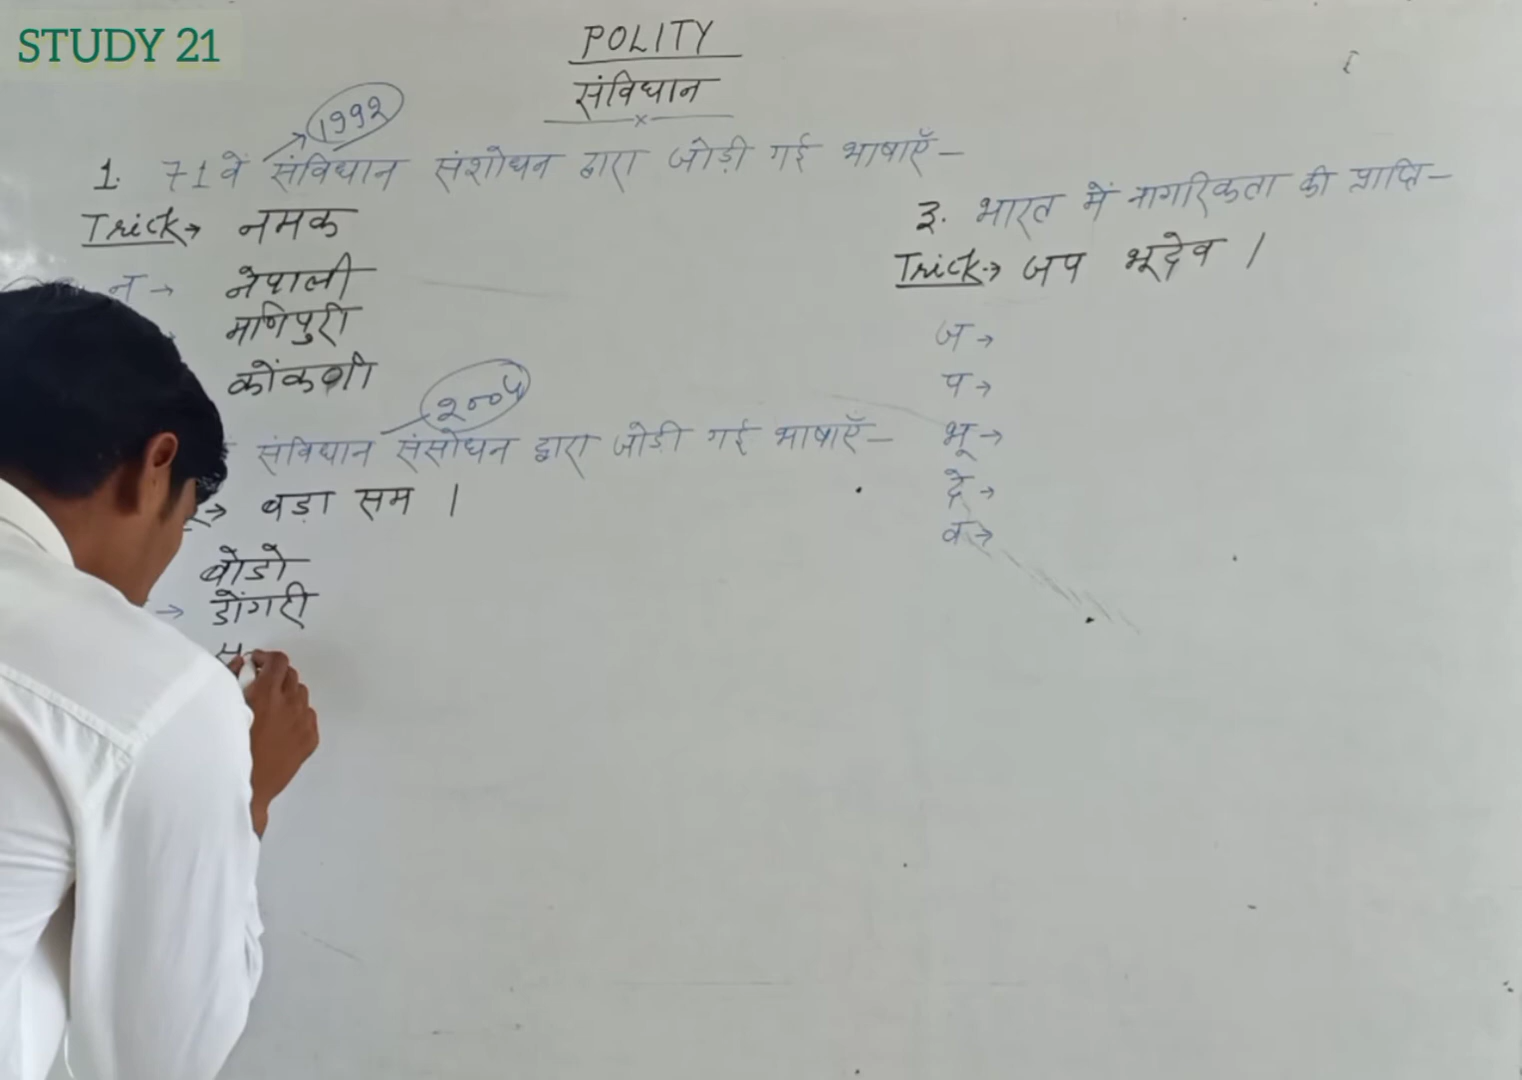 STUDY 21
POLITY
संविधान
1992
1. 71वें संविधान संशोधन द्वारा जोड़ी गई भाषाएँ –
Trick → नमक
न → नेपाली
मणिपुरी
कोंकणी
संविधान संसोधन द्वारा जोडी गई भाषाएँ –
बड़ा सम ।
बोडो
→ डोंगरी
3. भारत में नागरिकता की प्राप्ति –
Trick → जप भूदेव ।
ज →
प →
भू →
दे →
व →